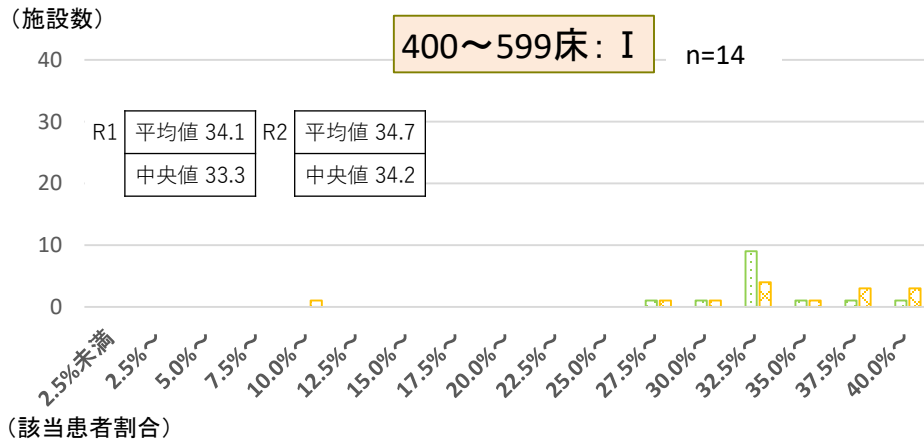 （施設数）
400～599床：Ⅰ
n=14
40
30
20
10
0
R1
平均値 34.1
中央値 33.3
R2
平均値 34.7
中央値 34.2
2.5%未満
2.5%～
5.0%～
7.5%～
10.0%～
12.5%～
15.0%～
17.5%～
20.0%～
22.5%～
25.0%～
27.5%～
30.0%～
32.5%～
35.0%～
37.5%～
40.0%～
（該当患者割合）